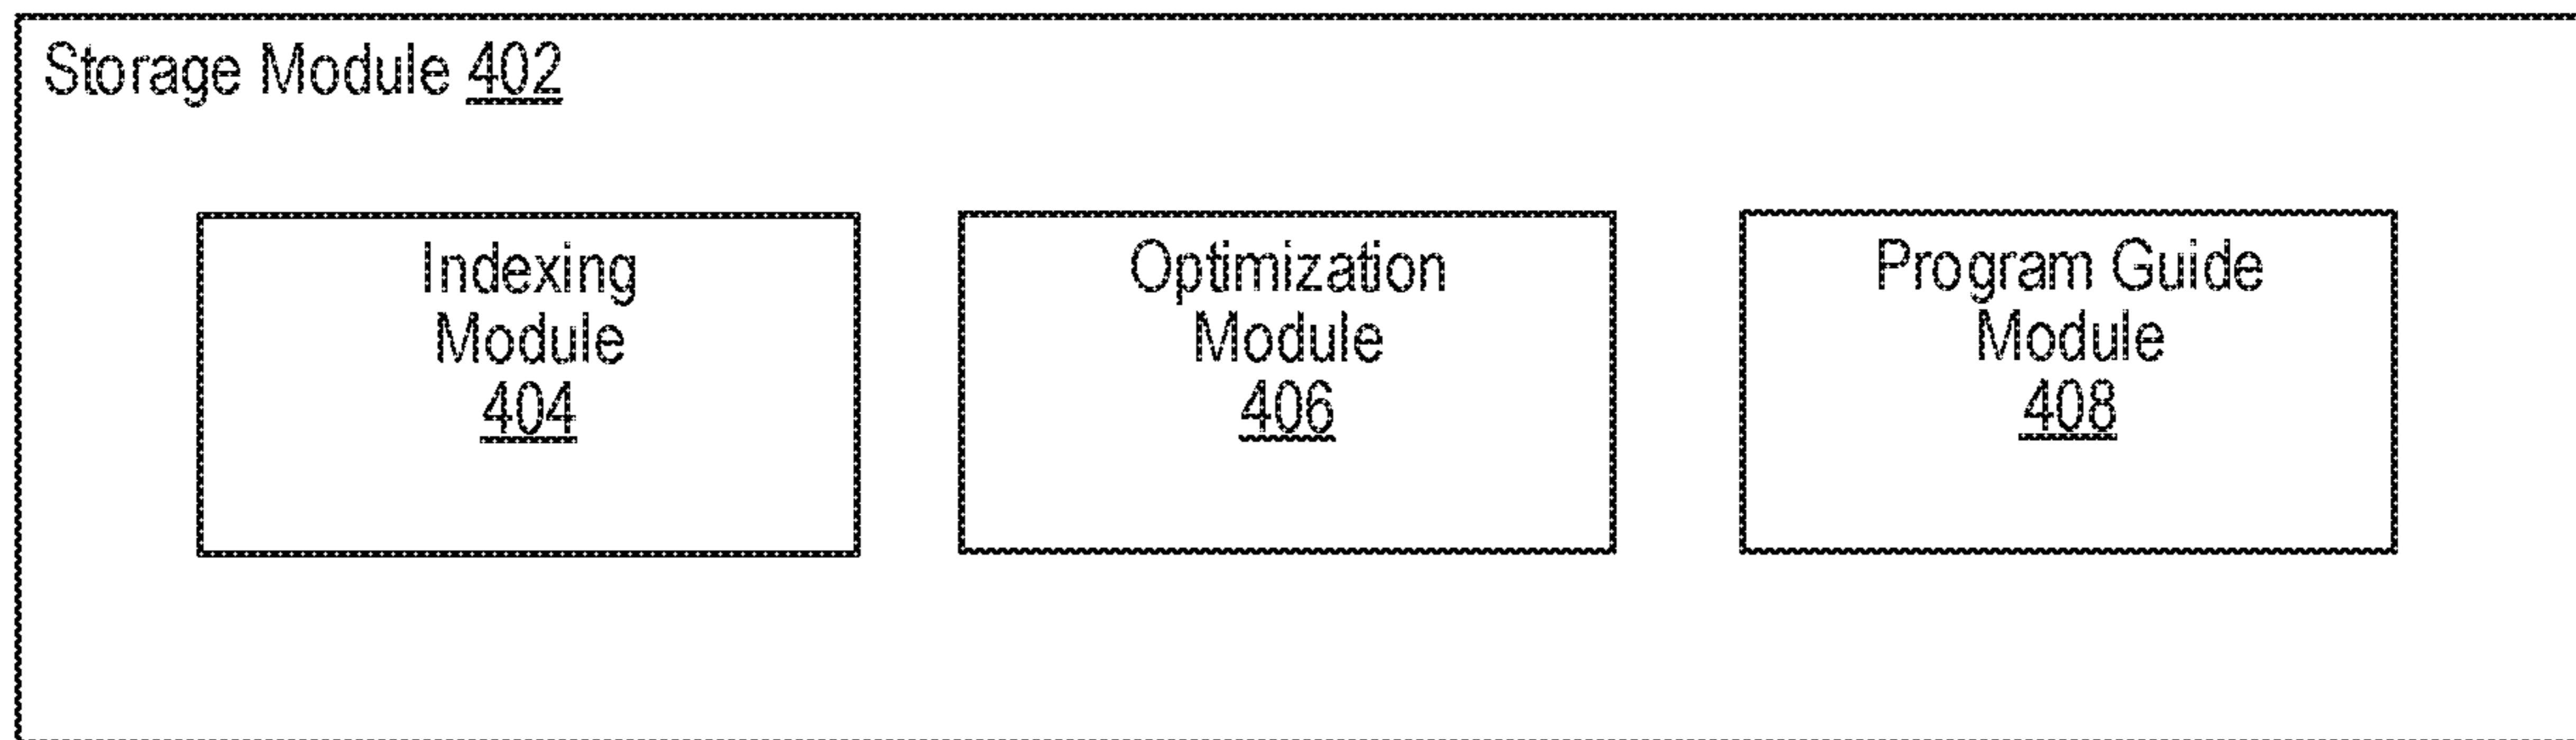 Storage Module 402
Indexing
Module
404
Optimization
Module
406
Program Guide
Module
408